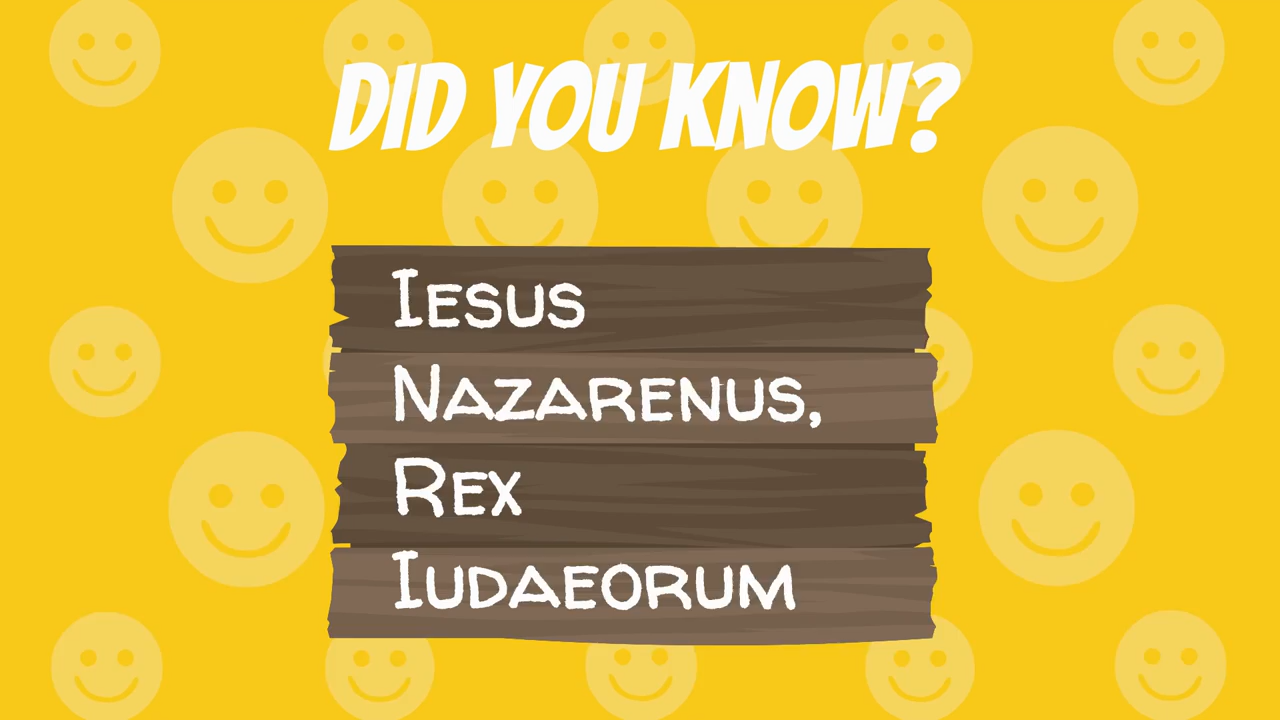 DID YOU KNOW?
IESUS
NAZARENUS,
REX
IUDAEORUM